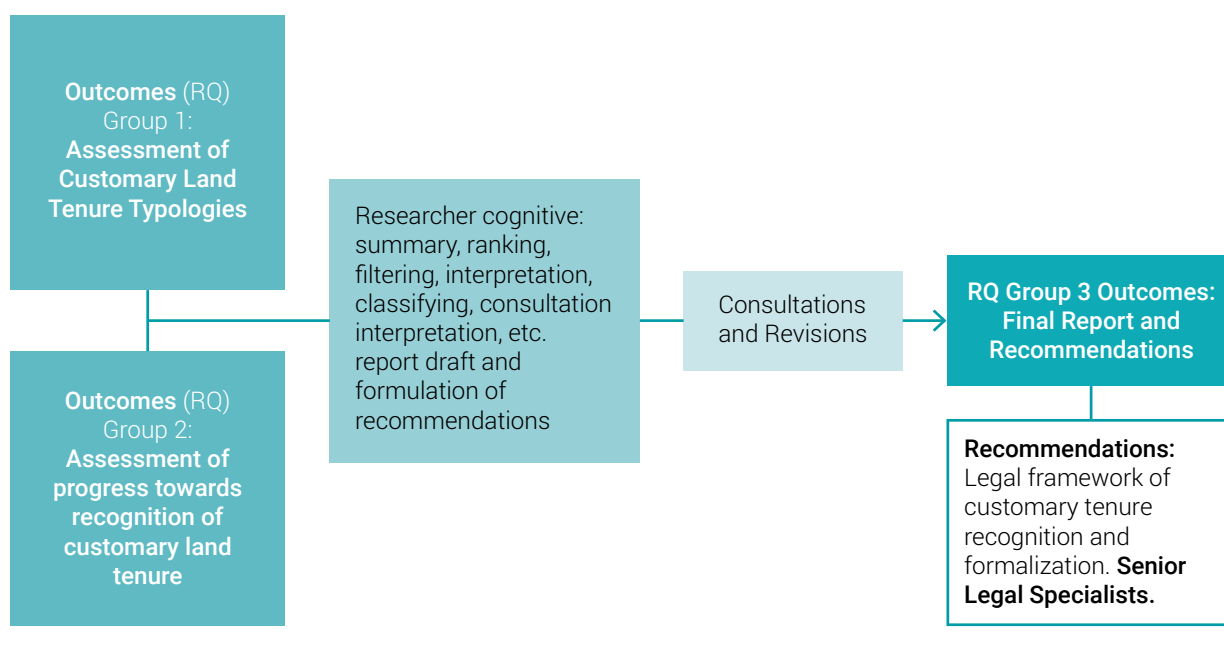 Outcomes (RQ)
Group 1:
Assessment of
Customary Land
Tenure Typologies
Outcomes (RQ)
Group 2:
Assessment of
progress towards
recognition of
customary land
tenure
Researcher cognitive:
summary, ranking,
filtering, interpretation,
classifying, consultation
interpretation, etc.
report draft and
formulation of
recommendations
Consultations
and Revisions
RQ Group 3 Outcomes:
Final Report and
Recommendations
Recommendations:
Legal framework of
customary tenure
recognition and
formalization. Senior
Legal Specialists.